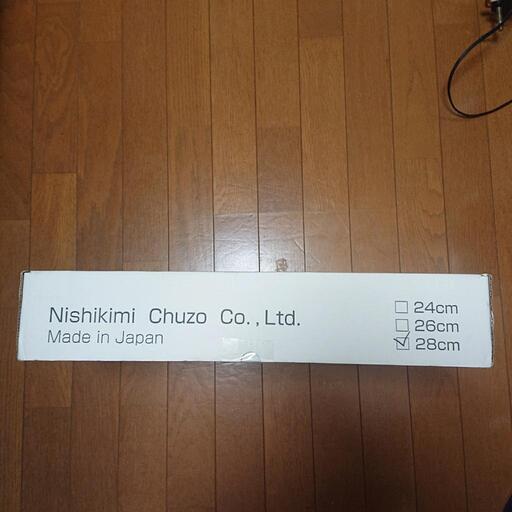 Nishikimi Chuzo Co.,Ltd.
Made in Japan
□ 24cm
□ 26cm
☑ 28cm